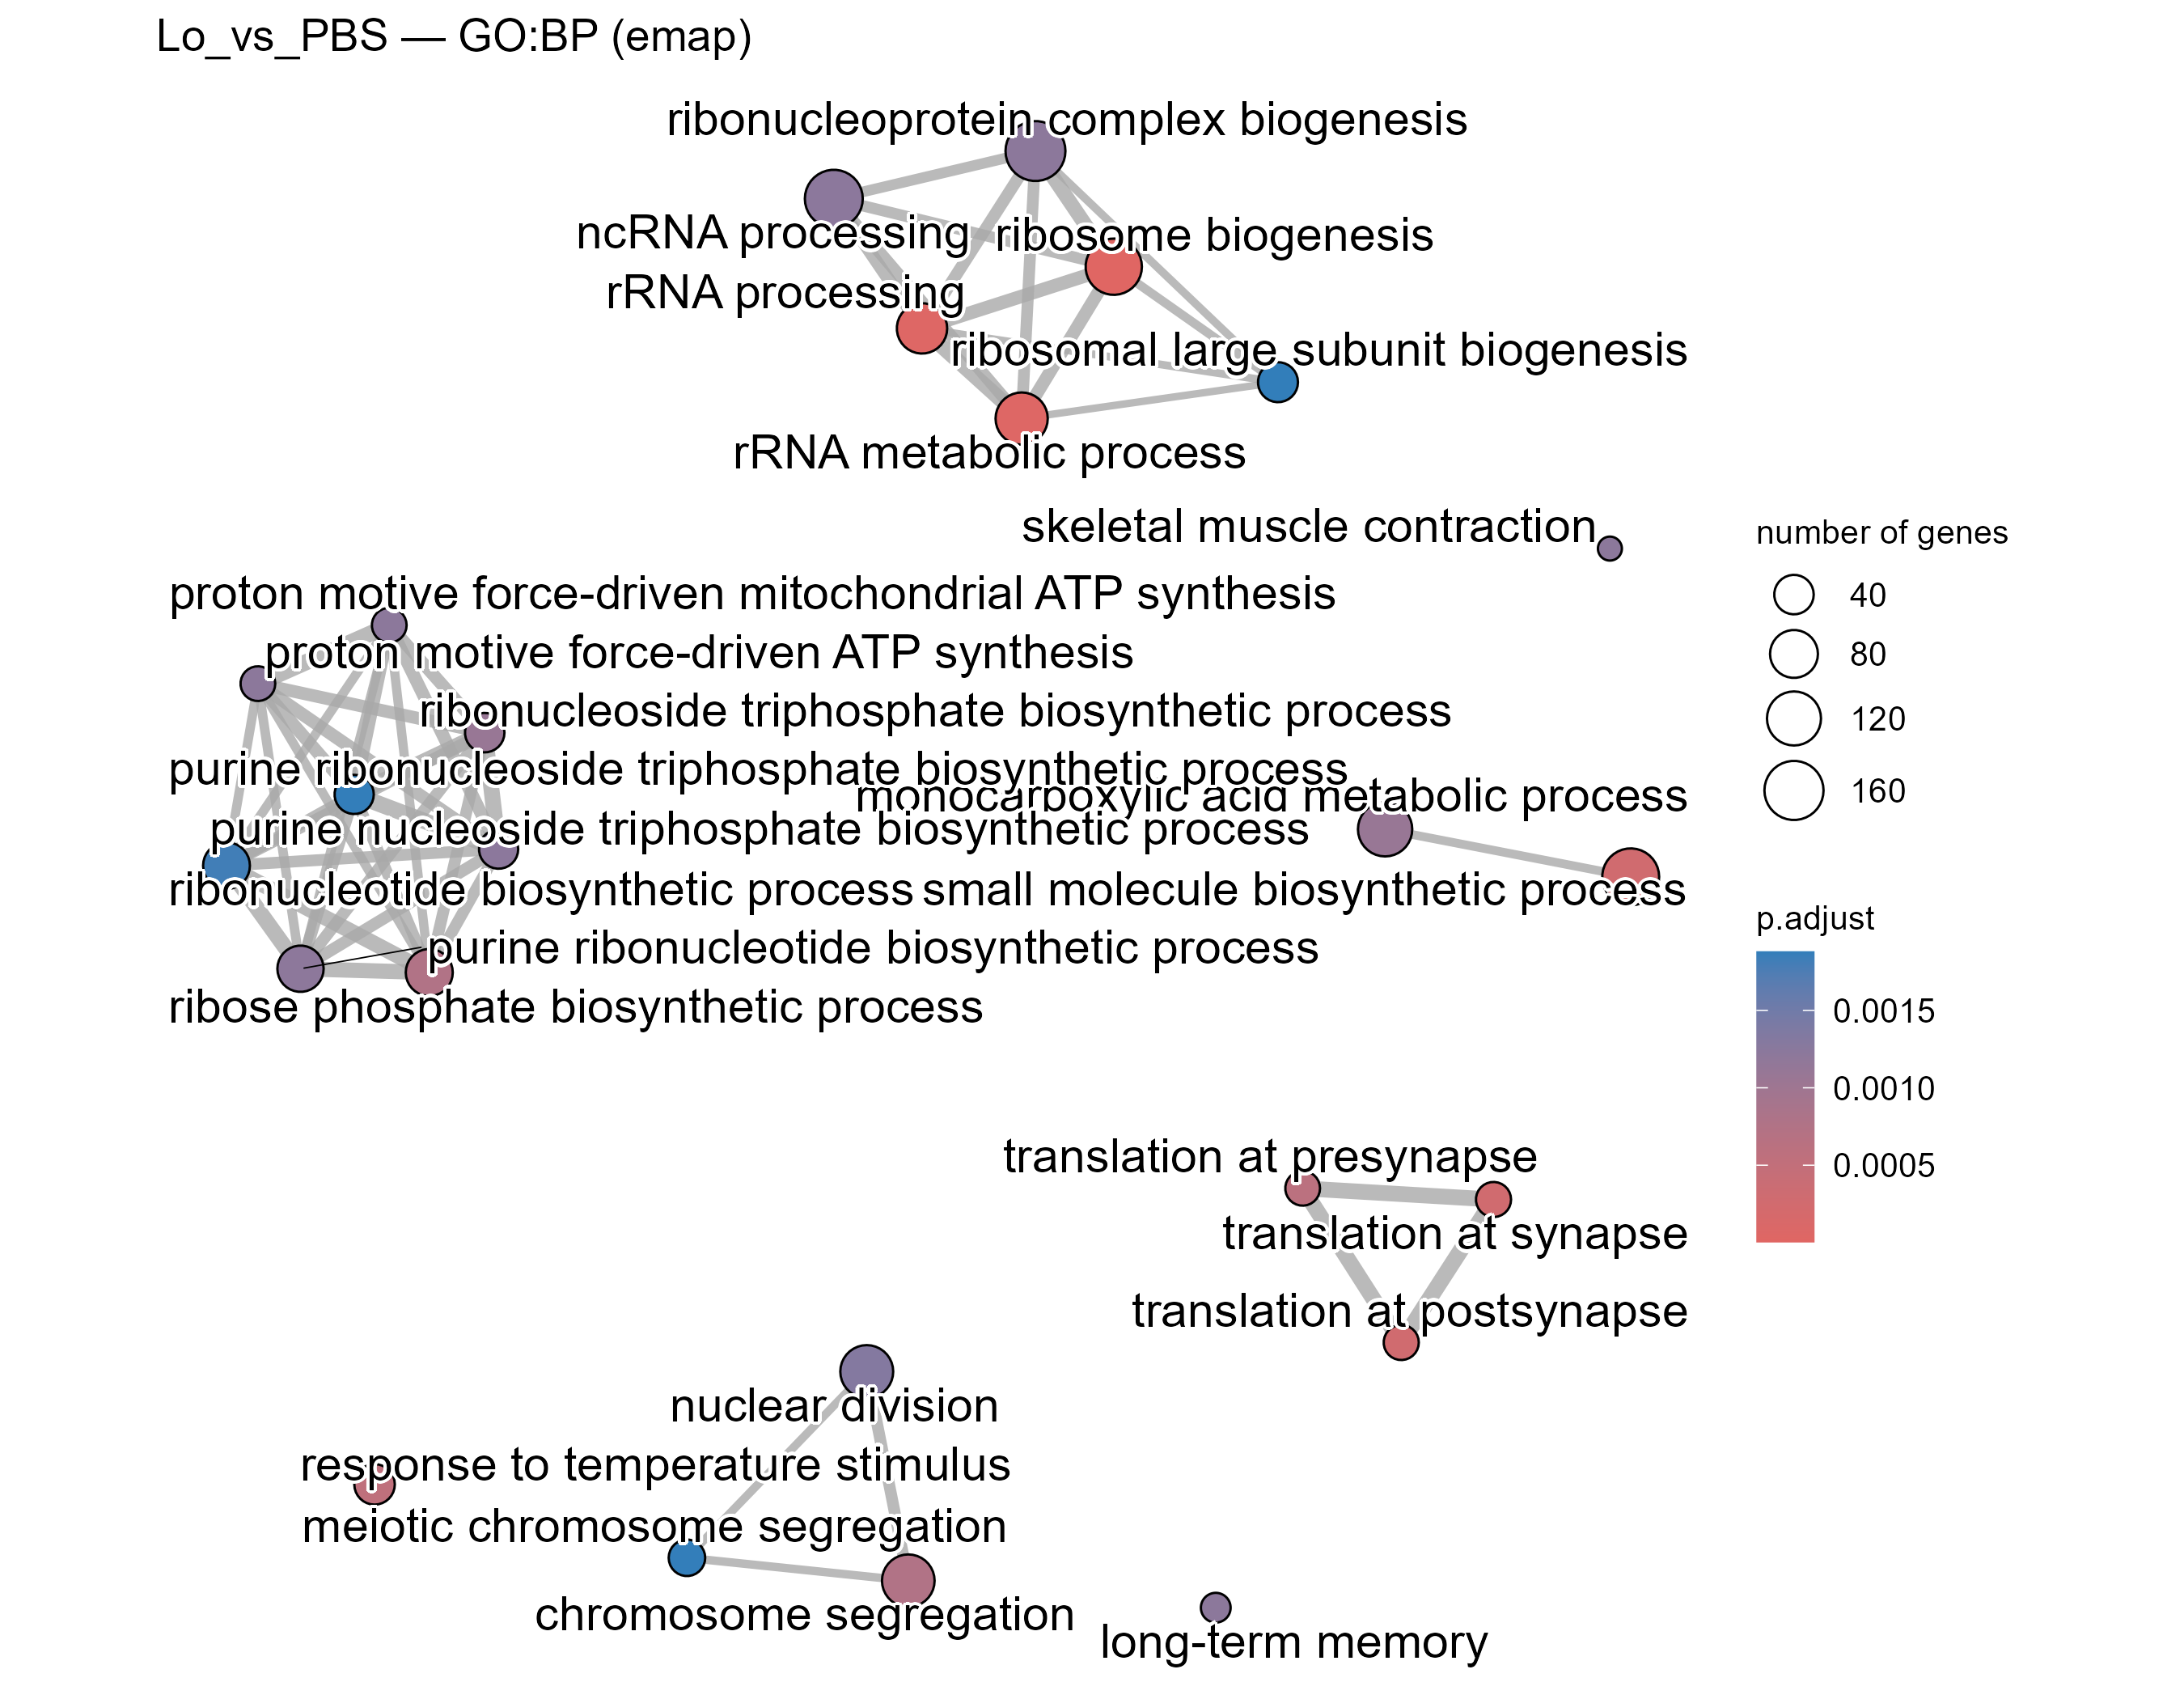 Lo_vs_PBS — GO:BP (emap)
ribonucleoprotein complex biogenesis
ncRNA processing
ribosome biogenesis
rRNA processing
ribosomal large subunit biogenesis
rRNA metabolic process
skeletal muscle contraction
proton motive force-driven mitochondrial ATP synthesis
proton motive force-driven ATP synthesis
ribonucleoside triphosphate biosynthetic process
purine ribonucleoside triphosphate biosynthetic process
monocarboxylic acid metabolic process
purine nucleoside triphosphate biosynthetic process
ribonucleotide biosynthetic process
small molecule biosynthetic process
purine ribonucleotide biosynthetic process
ribose phosphate biosynthetic process
translation at presynapse
translation at synapse
translation at postsynapse
nuclear division
response to temperature stimulus
meiotic chromosome segregation
chromosome segregation
long-term memory
number of genes
40
80
120
160
p.adjust
0.0015
0.0010
0.0005